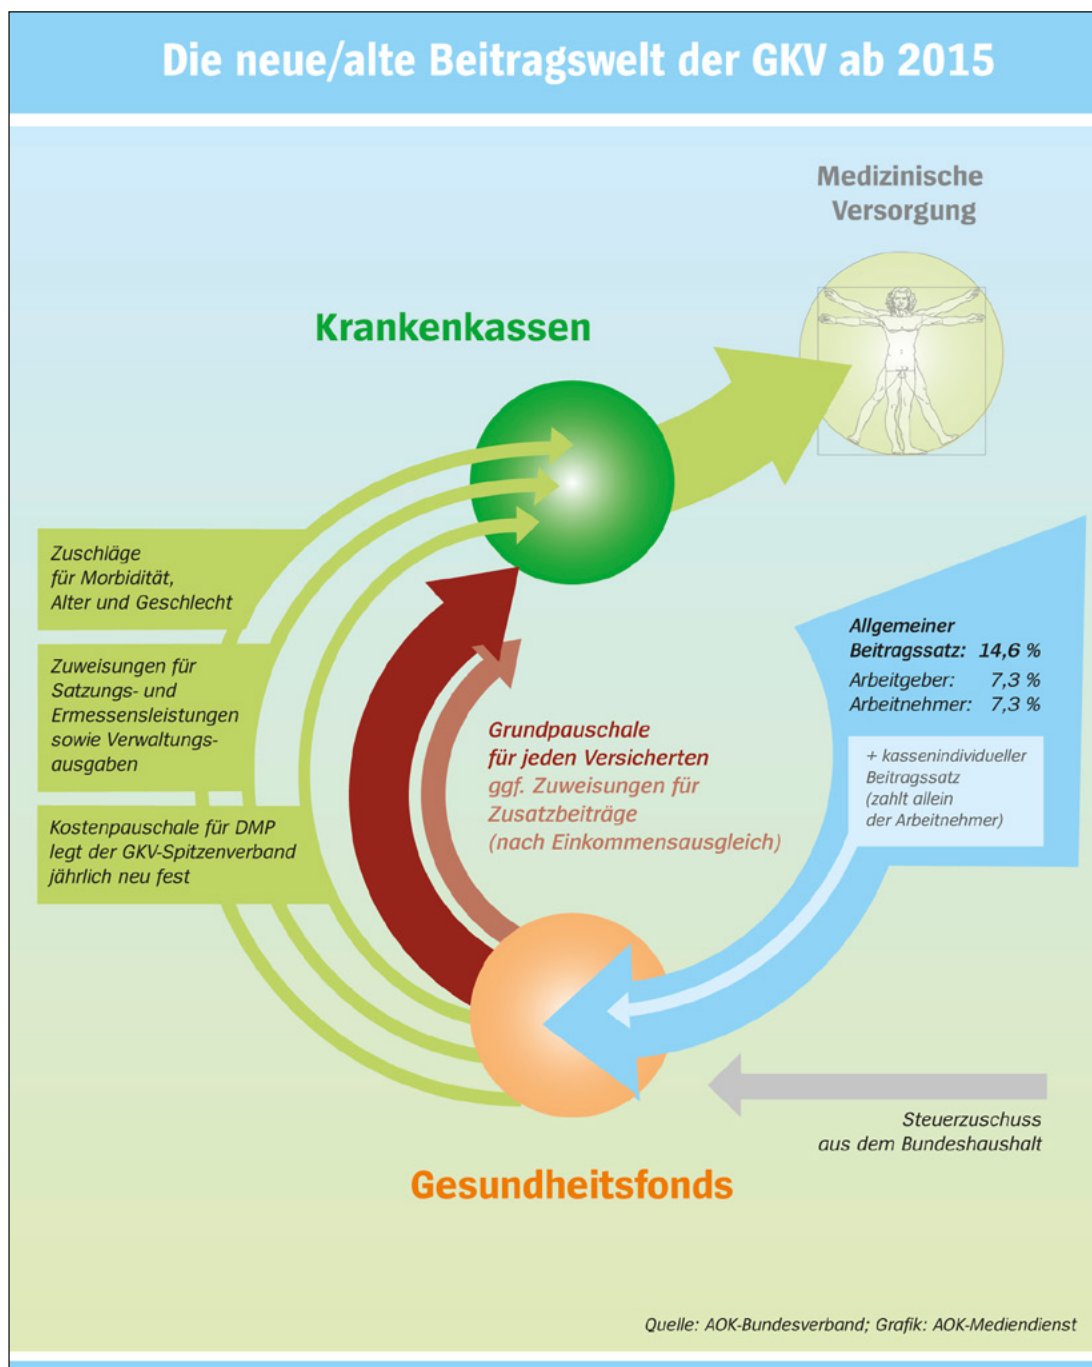 Die neue/alte Beitragswelt der GKV ab 2015
Medizinische
Versorgung
Krankenkassen
Zuschläge
für Morbidität,
Alter und Geschlecht
Zuweisungen für
Satzungs- und
Ermessensleistungen
sowie Verwaltungs-
ausgaben
Kostenpauschale für DMP
legt der GKV-Spitzenverband
jährlich neu fest
Grundpauschale
für jeden Versicherten
ggf. Zuweisungen für
Zusatzbeiträge
(nach Einkommensausgleich)
Allgemeiner
Beitragssatz: 14,6 %
Arbeitgeber: 7,3 %
Arbeitnehmer: 7,3 %
+ kassenindividueller
Beitragssatz
(zahlt allein
der Arbeitnehmer)
Steuerzuschuss
aus dem Bundeshaushalt
Gesundheitsfonds
Quelle: AOK-Bundesverband; Grafik: AOK-Mediendienst